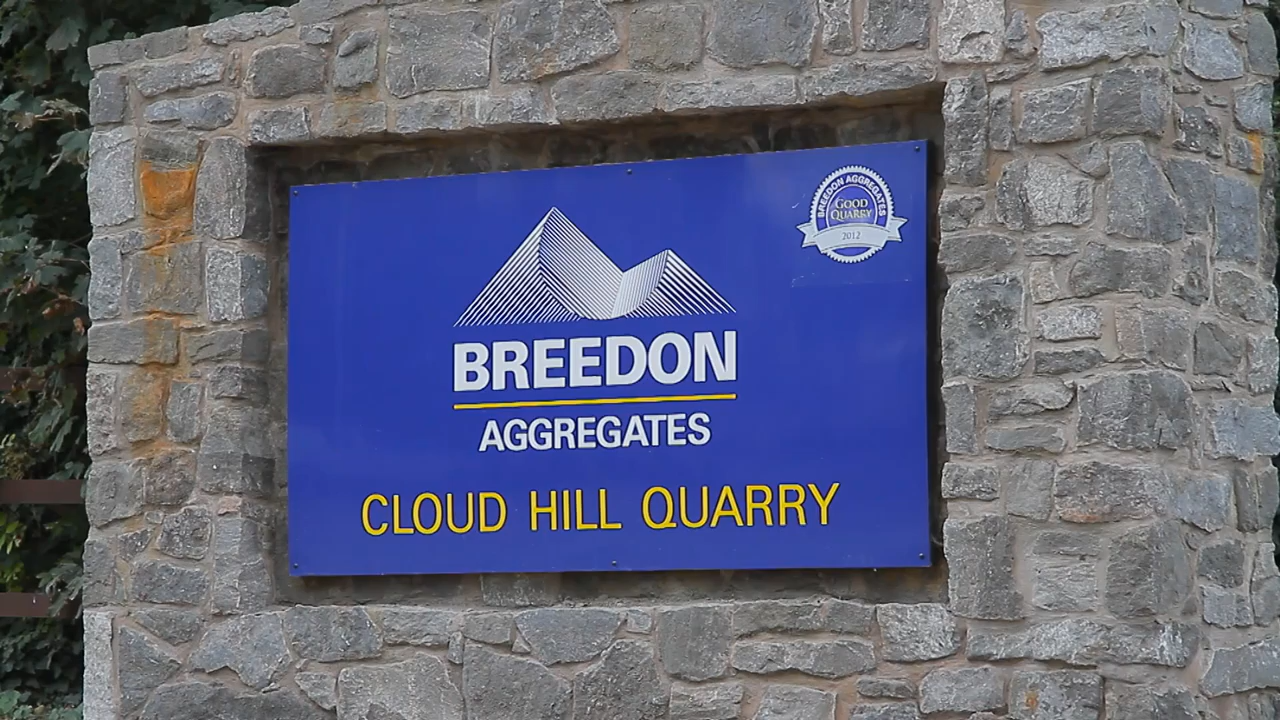 BREEDON AGGREGATES
GOOD
QUARRY
2012
BREEDON
AGGREGATES
CLOUD HILL QUARRY